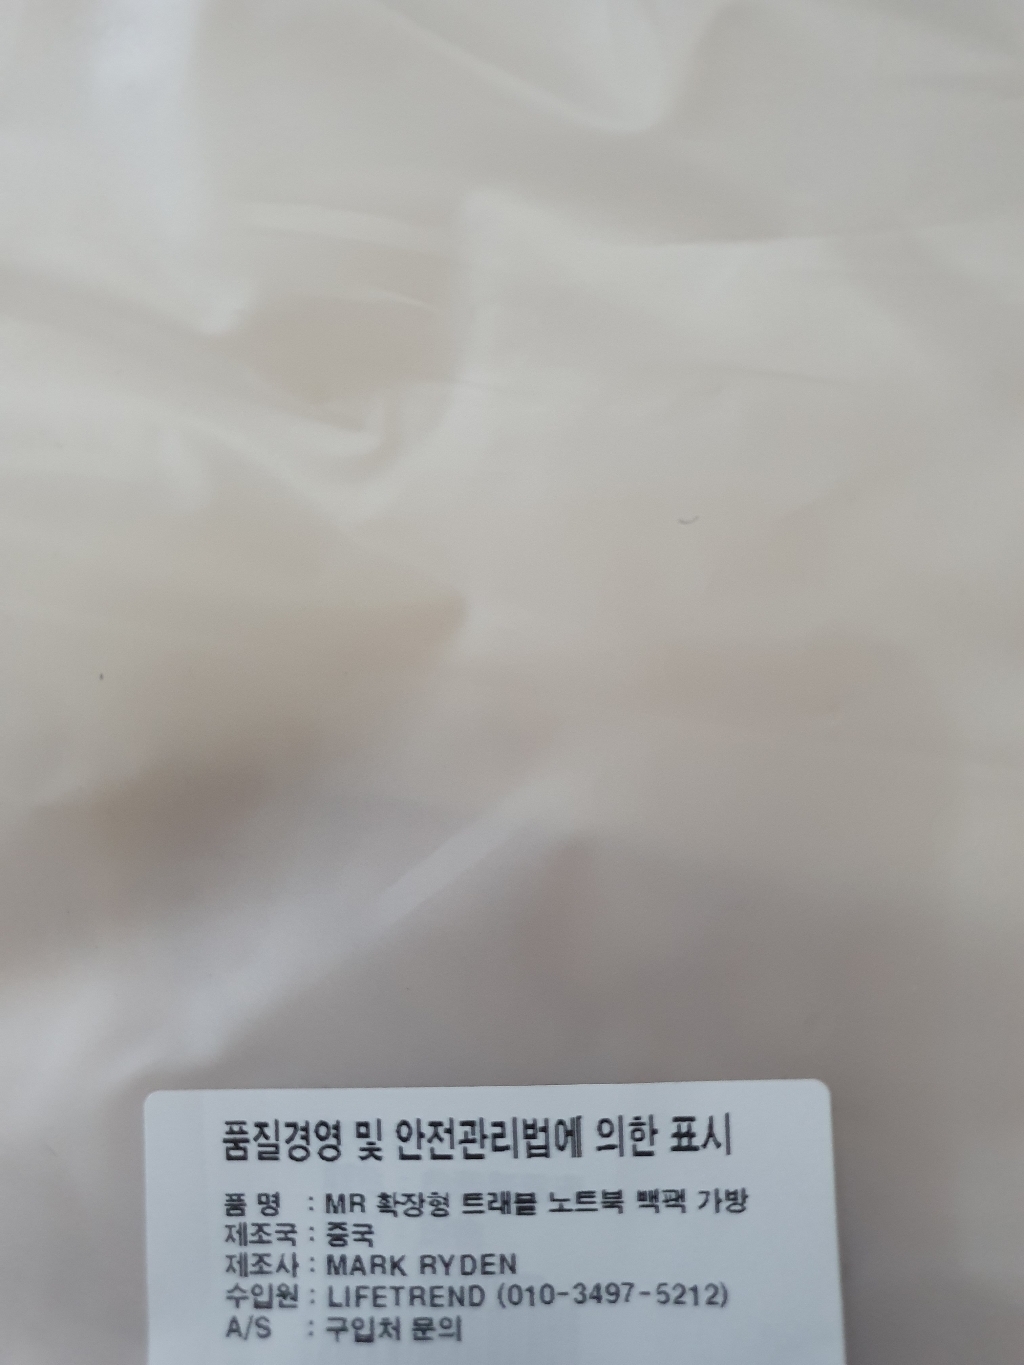 품질경영 및 안전관리법에 의한 표시
품 명 : MR 확장형 트래블 노트북 백팩 가방
제조국 : 중국
제조사 : MARK RYDEN
수입원 : LIFETREND (010-3497-5212)
A/S : 구입처 문의